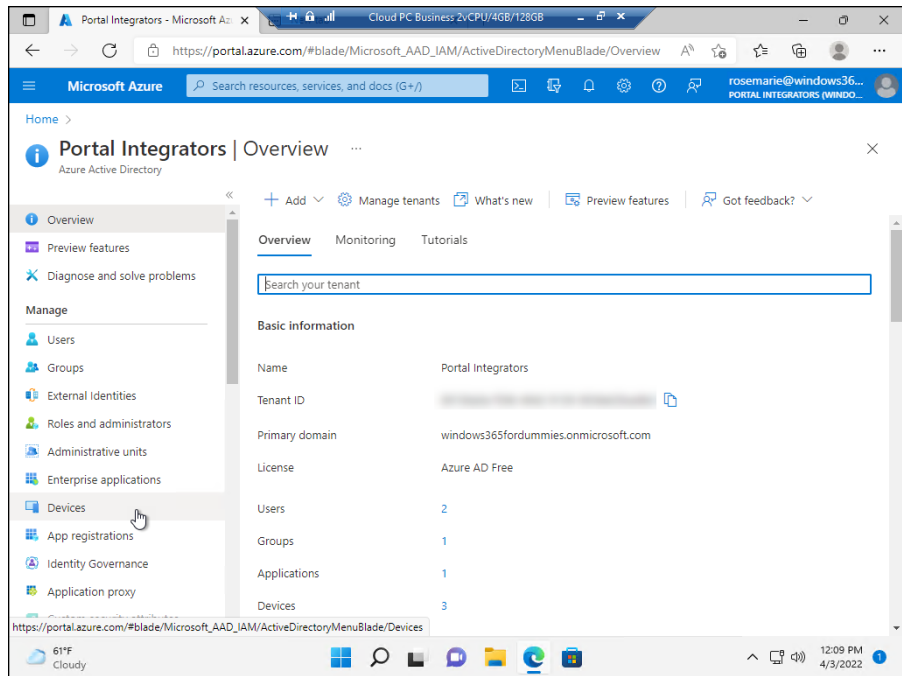 Portal Integrators - Microsoft Az
Cloud PC Business 2vCPU/4GB/128GB
https://portal.azure.com/#blade/Microsoft_AAD_IAM/ActiveDirectoryMenuBlade/Overview
Microsoft Azure
Search resources, services, and docs (G+/)
rosemarie@windows36...
PORTAL INTEGRATORS (WINDO...
Home >
Portal Integrators | Overview ...
Azure Active Directory
Overview
Preview features
Diagnose and solve problems
Manage
Users
Groups
External Identities
Roles and administrators
Administrative units
Enterprise applications
Devices
App registrations
Identity Governance
Application proxy
https://portal.azure.com/#blade/Microsoft_AAD_IAM/ActiveDirectoryMenuBlade/Devices
Add Manage tenants What's new Preview features Got feedback?
Overview Monitoring Tutorials
Search your tenant
Basic information
Name Portal Integrators
Tenant ID
Primary domain windows365fordummies.onmicrosoft.com
License Azure AD Free
Users 2
Groups 1
Applications 1
Devices 3
61°F
Cloudy
12:09 PM
4/3/2022
1